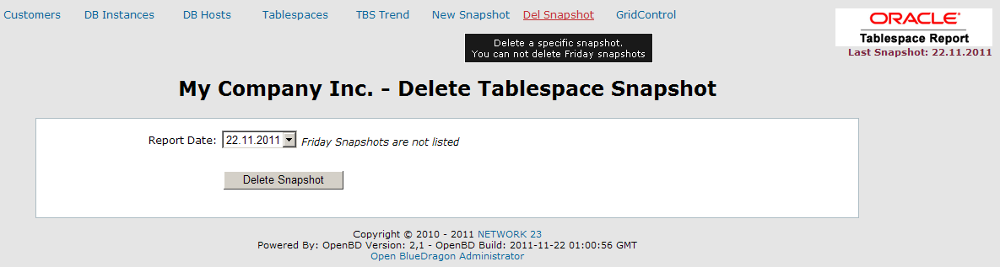 Customers DB Instances DB Hosts Tablespaces TBS Trend New Snapshot Del Snapshot GridControl
ORACLE
Tablespace Report
Last Snapshot: 22.11.2011
Delete a specific snapshot.
You can not delete Friday snapshots
My Company Inc. - Delete Tablespace Snapshot
Report Date: 22.11.2011 Friday Snapshots are not listed
Delete Snapshot
Copyright © 2010 - 2011 NETWORK 23
Powered By: OpenBD Version: 2,1 - OpenBD Build: 2011-11-22 01:00:56 GMT
Open BlueDragon Administrator